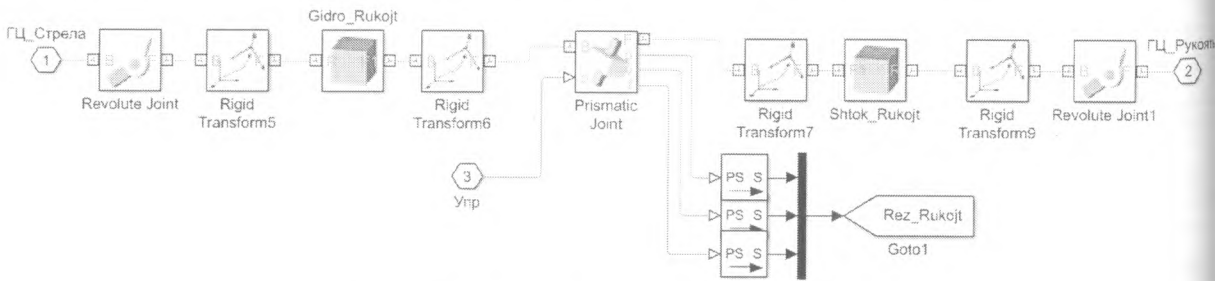 Gidro_Rukojt
ГЦ_Стрела
1
B F
Revolute Joint
B F
Rigid
Transform5
B F
Rigid
Transform6
B F
Prismatic
Joint
3
Упр
B F
Rigid
Transform7
Shtok_Rukojt
B F
Rigid
Transform9
B F
Revolute Joint1
ГЦ_Рукоять
2
PS S
PS S
PS S
Rez_Rukojt
Goto1